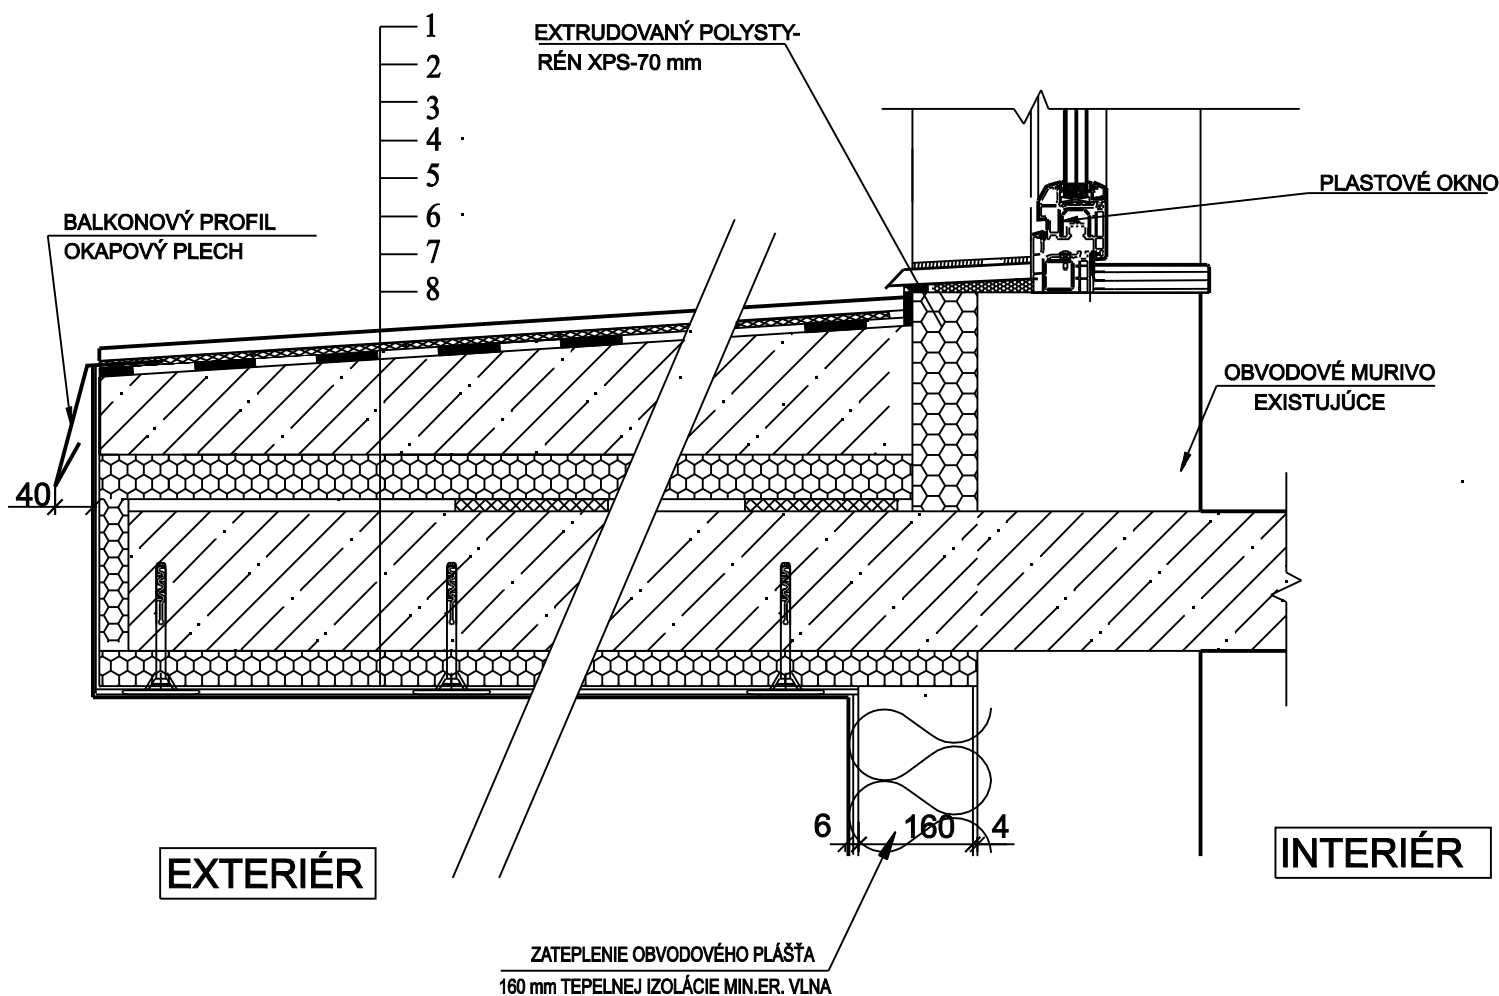 1
2
3
4
5
6
7
8
EXTRUDOVANÝ POLYSTY-
RÉN XPS-70 mm
PLASTOVÉ OKNO
BALKONOVÝ PROFIL
OKAPOVÝ PLECH
OBVODOVÉ MURIVO
EXISTUJÚCE
40
6
160
4
EXTERIÉR
INTERIÉR
ZATEPLENIE OBVODOVÉHO PLÁŠŤA
160 mm TEPELNEJ IZOLÁCIE MIN.ER. VLNA